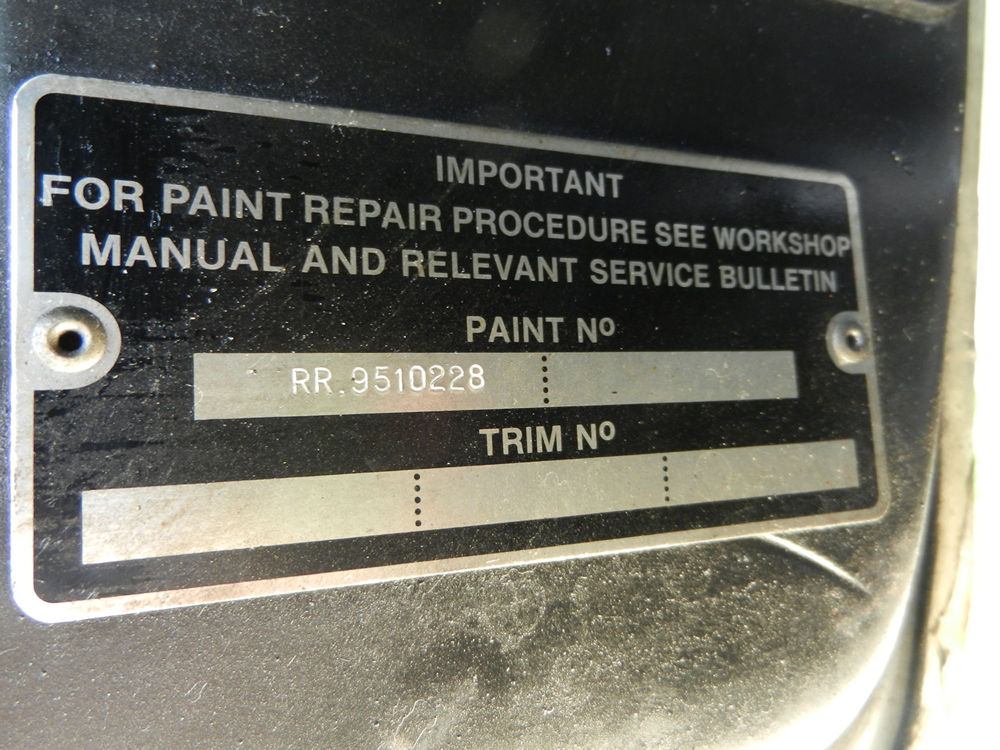 IMPORTANT
FOR PAINT REPAIR PROCEDURE SEE WORKSHOP
MANUAL AND RELEVANT SERVICE BULLETIN
PAINT Nº
RR.9510228
TRIM Nº